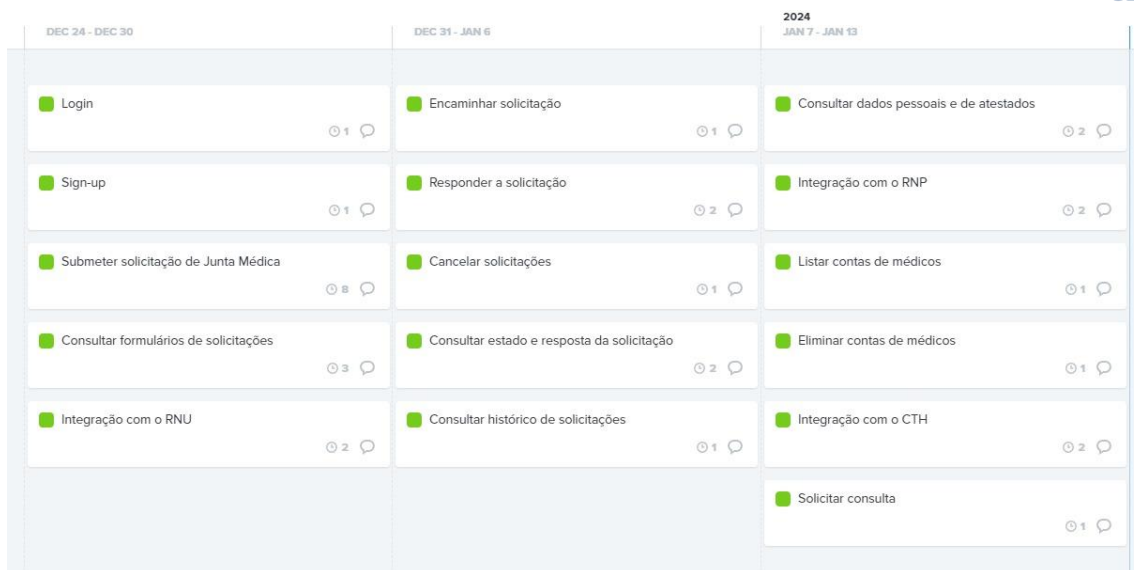 DEC 24 - DEC 30
DEC 31 - JAN 6
2024
JAN 7 - JAN 13
Login
1
Sign-up
1
Submeter solicitação de Junta Médica
8
Consultar formulários de solicitações
3
Integração com o RNU
2
Encaminhar solicitação
1
Responder a solicitação
2
Cancelar solicitações
1
Consultar estado e resposta da solicitação
2
Consultar histórico de solicitações
1
Consultar dados pessoais e de atestados
2
Integração com o RNP
2
Listar contas de médicos
1
Eliminar contas de médicos
1
Integração com o CTH
2
Solicitar consulta
1